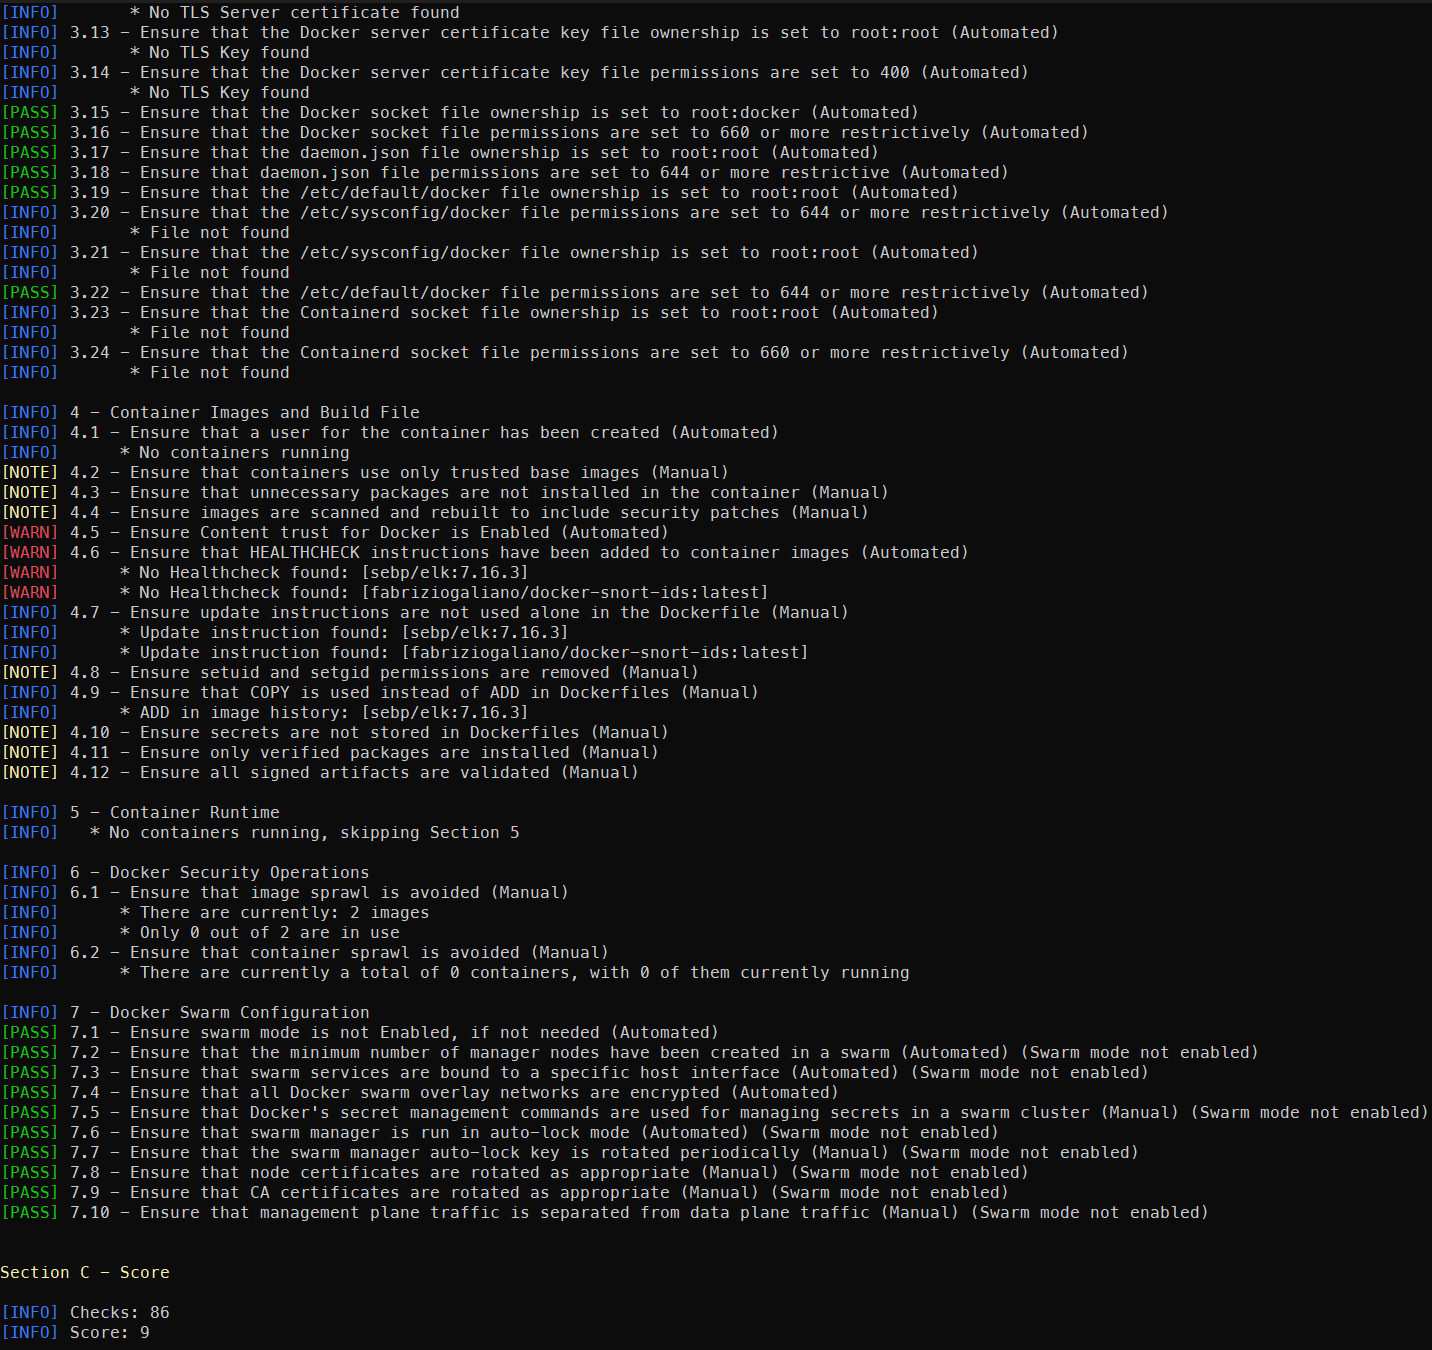 [INFO]       * No TLS Server certificate found
[INFO] 3.13 - Ensure that the Docker server certificate key file ownership is set to root:root (Automated)
[INFO]       * No TLS Key found
[INFO] 3.14 - Ensure that the Docker server certificate key file permissions are set to 400 (Automated)
[INFO]       * No TLS Key found
[PASS] 3.15 - Ensure that the Docker socket file ownership is set to root:docker (Automated)
[PASS] 3.16 - Ensure that the Docker socket file permissions are set to 660 or more restrictively (Automated)
[PASS] 3.17 - Ensure that the daemon.json file ownership is set to root:root (Automated)
[PASS] 3.18 - Ensure that daemon.json file permissions are set to 644 or more restrictive (Automated)
[PASS] 3.19 - Ensure that the /etc/default/docker file ownership is set to root:root (Automated)
[INFO] 3.20 - Ensure that the /etc/sysconfig/docker file permissions are set to 644 or more restrictively (Automated)
[INFO]       * File not found
[INFO] 3.21 - Ensure that the /etc/sysconfig/docker file ownership is set to root:root (Automated)
[INFO]       * File not found
[PASS] 3.22 - Ensure that the /etc/default/docker file permissions are set to 644 or more restrictively (Automated)
[INFO] 3.23 - Ensure that the Containerd socket file ownership is set to root:root (Automated)
[INFO]       * File not found
[INFO] 3.24 - Ensure that the Containerd socket file permissions are set to 660 or more restrictively (Automated)
[INFO]       * File not found
[INFO] 4 - Container Images and Build File
[INFO] 4.1 - Ensure that a user for the container has been created (Automated)
[INFO]      * No containers running
[NOTE] 4.2 - Ensure that containers use only trusted base images (Manual)
[NOTE] 4.3 - Ensure that unnecessary packages are not installed in the container (Manual)
[NOTE] 4.4 - Ensure images are scanned and rebuilt to include security patches (Manual)
[WARN] 4.5 - Ensure Content trust for Docker is Enabled (Automated)
[WARN] 4.6 - Ensure that HEALTHCHECK instructions have been added to container images (Automated)
[WARN]      * No Healthcheck found: [sebp/elk:7.16.3]
[WARN]      * No Healthcheck found: [fabriziogaliano/docker-snort-ids:latest]
[INFO] 4.7 - Ensure update instructions are not used alone in the Dockerfile (Manual)
[INFO]      * Update instruction found: [sebp/elk:7.16.3]
[INFO]      * Update instruction found: [fabriziogaliano/docker-snort-ids:latest]
[NOTE] 4.8 - Ensure setuid and setgid permissions are removed (Manual)
[INFO] 4.9 - Ensure that COPY is used instead of ADD in Dockerfiles (Manual)
[INFO]      * ADD in image history: [sebp/elk:7.16.3]
[NOTE] 4.10 - Ensure secrets are not stored in Dockerfiles (Manual)
[NOTE] 4.11 - Ensure only verified packages are installed (Manual)
[NOTE] 4.12 - Ensure all signed artifacts are validated (Manual)
[INFO] 5 - Container Runtime
[INFO]   * No containers running, skipping Section 5
[INFO] 6 - Docker Security Operations
[INFO] 6.1 - Ensure that image sprawl is avoided (Manual)
[INFO]      * There are currently: 2 images
[INFO]      * Only 0 out of 2 are in use
[INFO] 6.2 - Ensure that container sprawl is avoided (Manual)
[INFO]      * There are currently a total of 0 containers, with 0 of them currently running
[INFO] 7 - Docker Swarm Configuration
[PASS] 7.1 - Ensure swarm mode is not Enabled, if not needed (Automated)
[PASS] 7.2 - Ensure that the minimum number of manager nodes have been created in a swarm (Automated) (Swarm mode not enabled)
[PASS] 7.3 - Ensure that swarm services are bound to a specific host interface (Automated) (Swarm mode not enabled)
[PASS] 7.4 - Ensure that all Docker swarm overlay networks are encrypted (Automated)
[PASS] 7.5 - Ensure that Docker's secret management commands are used for managing secrets in a swarm cluster (Manual) (Swarm mode not enabled)
[PASS] 7.6 - Ensure that swarm manager is run in auto-lock mode (Automated) (Swarm mode not enabled)
[PASS] 7.7 - Ensure that the swarm manager auto-lock key is rotated periodically (Manual) (Swarm mode not enabled)
[PASS] 7.8 - Ensure that node certificates are rotated as appropriate (Manual) (Swarm mode not enabled)
[PASS] 7.9 - Ensure that CA certificates are rotated as appropriate (Manual) (Swarm mode not enabled)
[PASS] 7.10 - Ensure that management plane traffic is separated from data plane traffic (Manual) (Swarm mode not enabled)
Section C - Score
[INFO] Checks: 86
[INFO] Score: 9